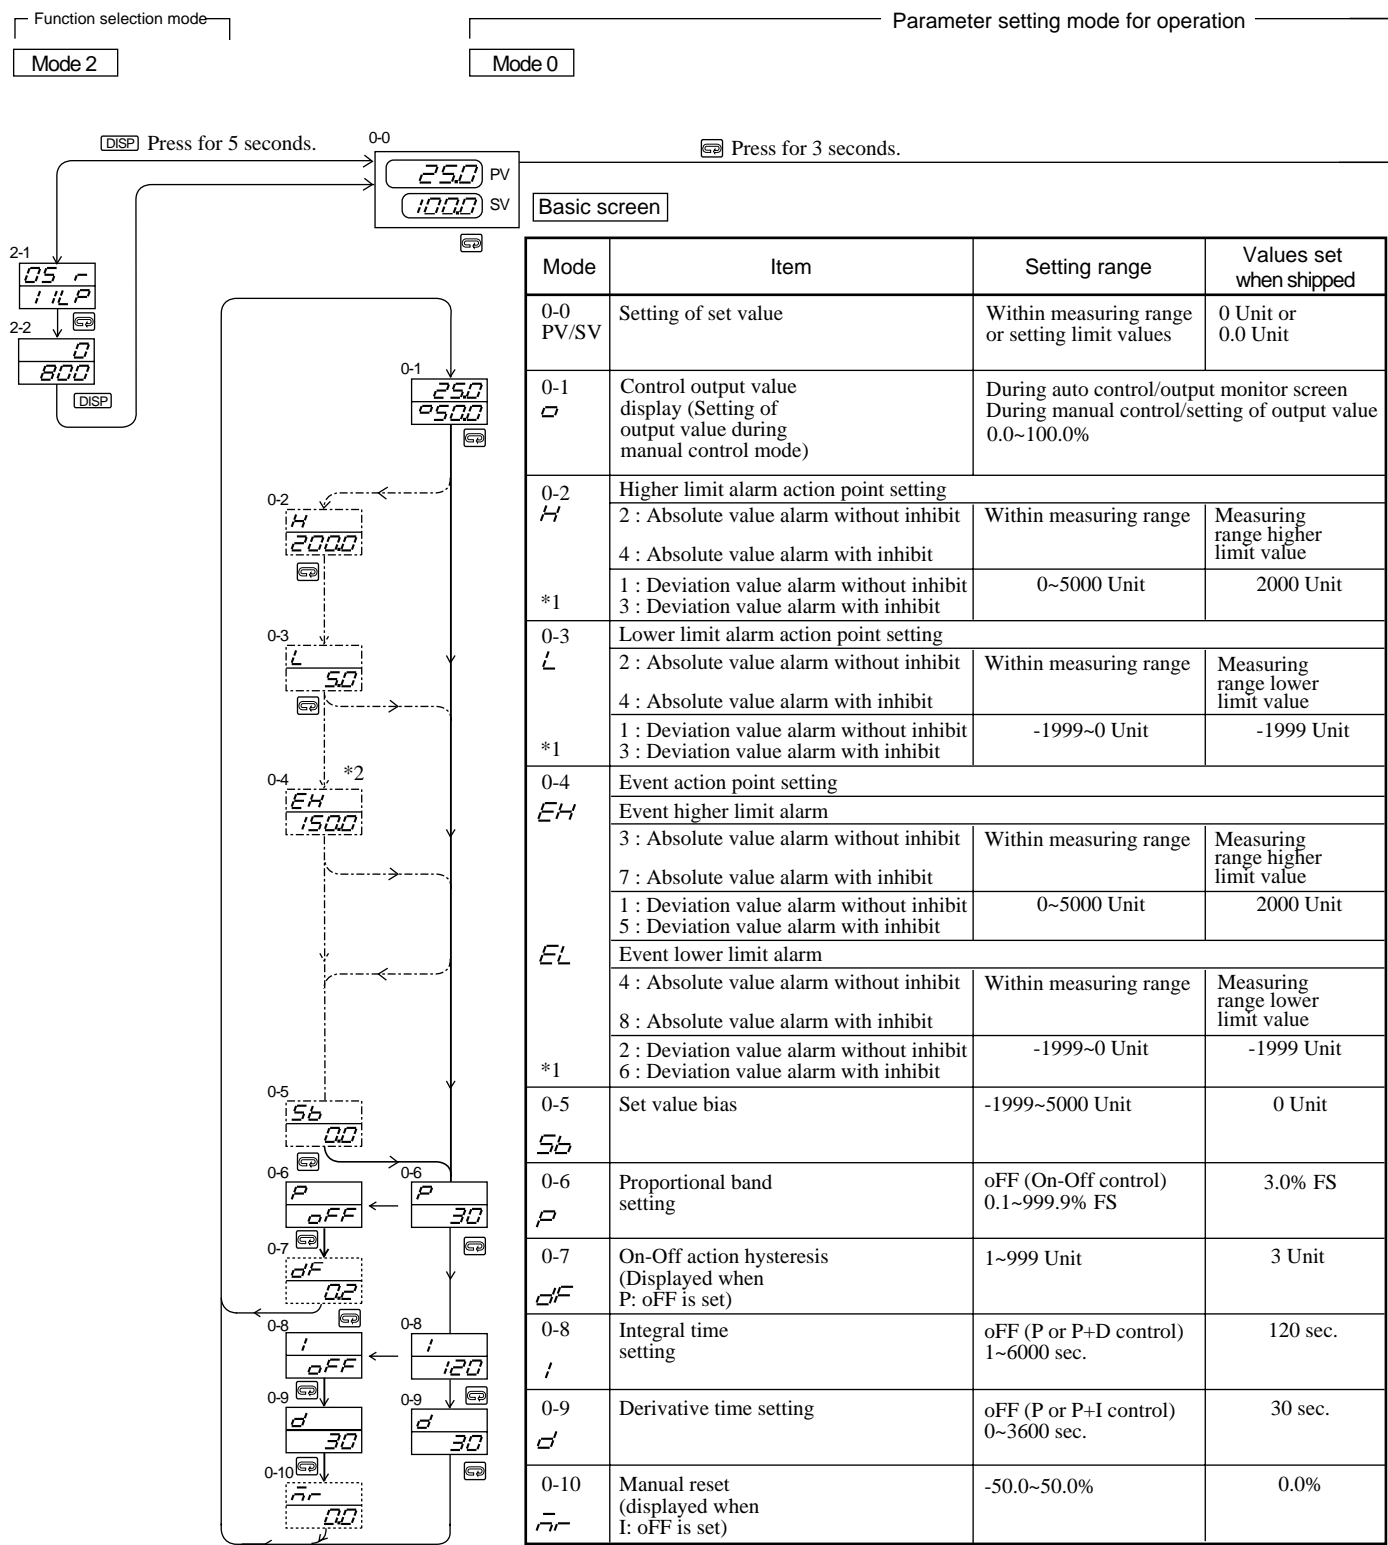 Function selection mode
Parameter setting mode for operation
Mode 2
Mode 0
DISP Press for 5 seconds.
0-0
Press for 3 seconds.
25.0 PV
100.0 SV
Basic screen
2-1
05 r
11LP
2-2
0
800
DISP
0-1
25.0
o50.0
0-2
H
200.0
0-3
L
5.0
0-4
*2
EH
150.0
0-5
Sb
0.0
0-6
P
oFF
0-6
P
3.0
0-7
dF
0.2
0-8
I
oFF
0-8
I
120
0-9
d
30
0-9
d
30
0-10
mr
0.0
Mode Item Setting range Values set
when shipped
0-0 Setting of set value Within measuring range 0 Unit or
PV/SV or setting limit values 0.0 Unit
0-1 Control output value During auto control/output monitor screen
o display (Setting of During manual control/setting of output value
output value during 0.0~100.0%
manual control mode)
0-2 Higher limit alarm action point setting
H 2 : Absolute value alarm without inhibit Within measuring range Measuring
range higher
4 : Absolute value alarm with inhibit limit value
1 : Deviation value alarm without inhibit 0~5000 Unit 2000 Unit
*1 3 : Deviation value alarm with inhibit
0-3 Lower limit alarm action point setting
L 2 : Absolute value alarm without inhibit Within measuring range Measuring
range lower
4 : Absolute value alarm with inhibit limit value
1 : Deviation value alarm without inhibit -1999~0 Unit -1999 Unit
*1 3 : Deviation value alarm with inhibit
0-4 Event action point setting
EH Event higher limit alarm
3 : Absolute value alarm without inhibit Within measuring range Measuring
range higher
7 : Absolute value alarm with inhibit limit value
1 : Deviation value alarm without inhibit 0~5000 Unit 2000 Unit
5 : Deviation value alarm with inhibit
EL Event lower limit alarm
4 : Absolute value alarm without inhibit Within measuring range Measuring
range lower
8 : Absolute value alarm with inhibit limit value
2 : Deviation value alarm without inhibit -1999~0 Unit -1999 Unit
*1 6 : Deviation value alarm with inhibit
0-5 Set value bias -1999~5000 Unit 0 Unit
Sb
0-6 Proportional band oFF (On-Off control) 3.0% FS
P setting 0.1~999.9% FS
0-7 On-Off action hysteresis 1~999 Unit 3 Unit
(Displayed when
dF P: oFF is set)
0-8 Integral time oFF (P or P+D control) 120 sec.
setting 1~6000 sec.
I
0-9 Derivative time setting oFF (P or P+I control) 30 sec.
d 0~3600 sec.
0-10 Manual reset -50.0~50.0% 0.0%
(displayed when
mr I: oFF is set)